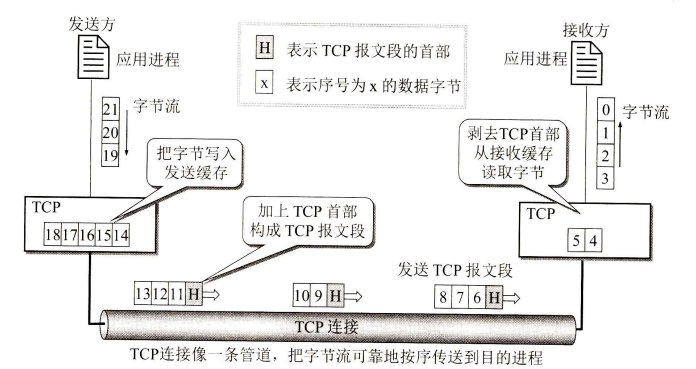 发送方
应用进程
字节流
21
20
19
把字节写入
发送缓存
TCP
18 17 16 15 14
H 表示 TCP 报文段的首部
x 表示序号为 x 的数据字节
接收方
应用进程
字节流
0
1
2
3
剥去TCP首部
从接收缓存
读取字节
TCP
5 4
加上 TCP 首部
构成 TCP 报文段
发送 TCP 报文段
13 12 11 H
10 9 H
8 7 6 H
TCP 连接
TCP连接像一条管道，把字节流可靠地按序传送到目的进程